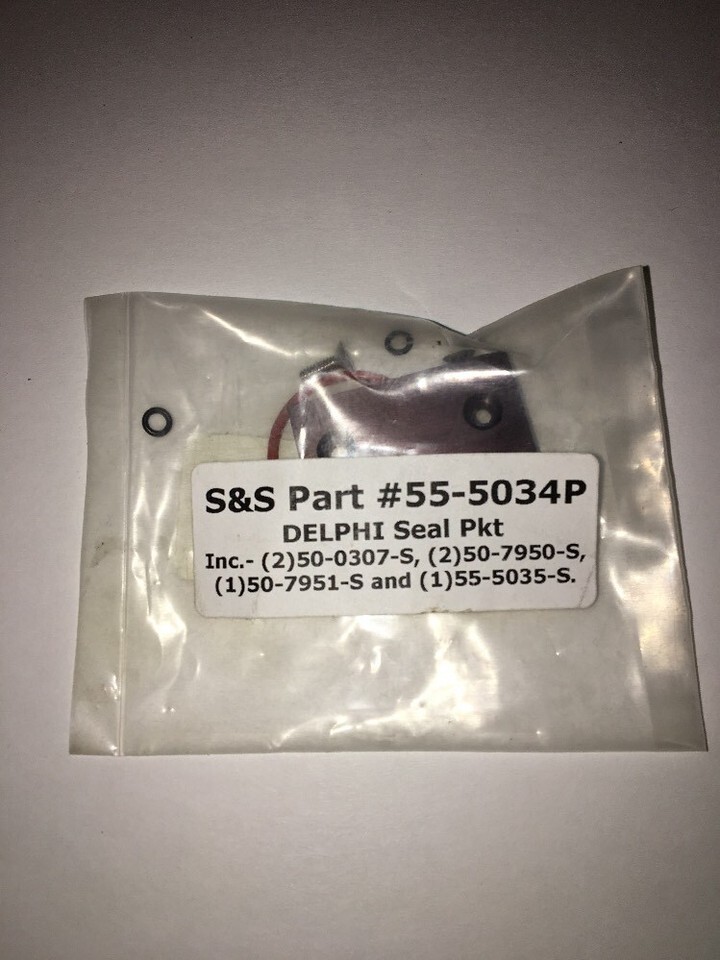 S&S Part #55-5034P
DELPHI Seal Pkt
Inc.- (2)50-0307-S, (2)50-7950-S,
(1)50-7951-S and (1)55-5035-S.